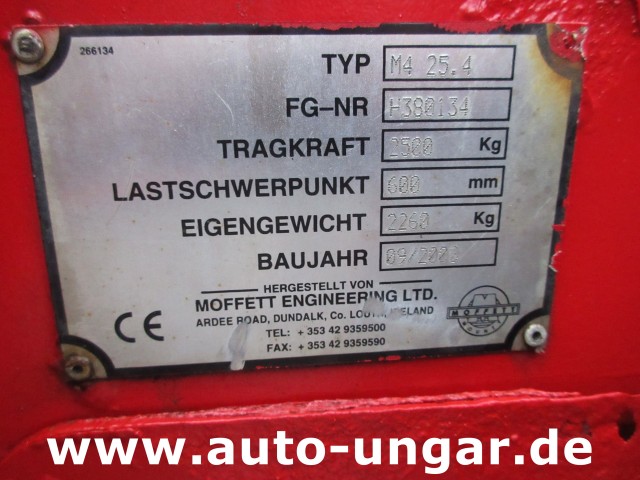 266134
TYP M4 25.4
FG-NR H380134
TRAGKRAFT 2500 Kg
LASTSCHWERPUNKT 600 mm
EIGENGEWICHT 2260 Kg
BAUJAHR
HERGESTELLT VON
MOFFETT ENGINEERING LTD.
ARDEE ROAD, DUNDALK, Co. LOUTH, IRELAND
TEL: + 353 42 9359500
FAX: + 353 42 9359590
CE
MOFFETT
www.auto-ungar.de